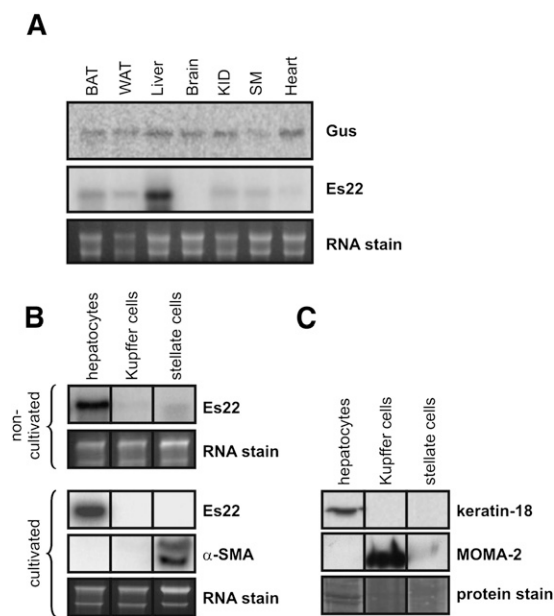 A
BAT WAT Liver Brain KID SM Heart
Gus
Es22
RNA stain
B
hepatocytes Kupffer cells stellate cells
non-cultivated
Es22
RNA stain
cultivated
Es22
α-SMA
RNA stain
C
hepatocytes Kupffer cells stellate cells
keratin-18
MOMA-2
protein stain